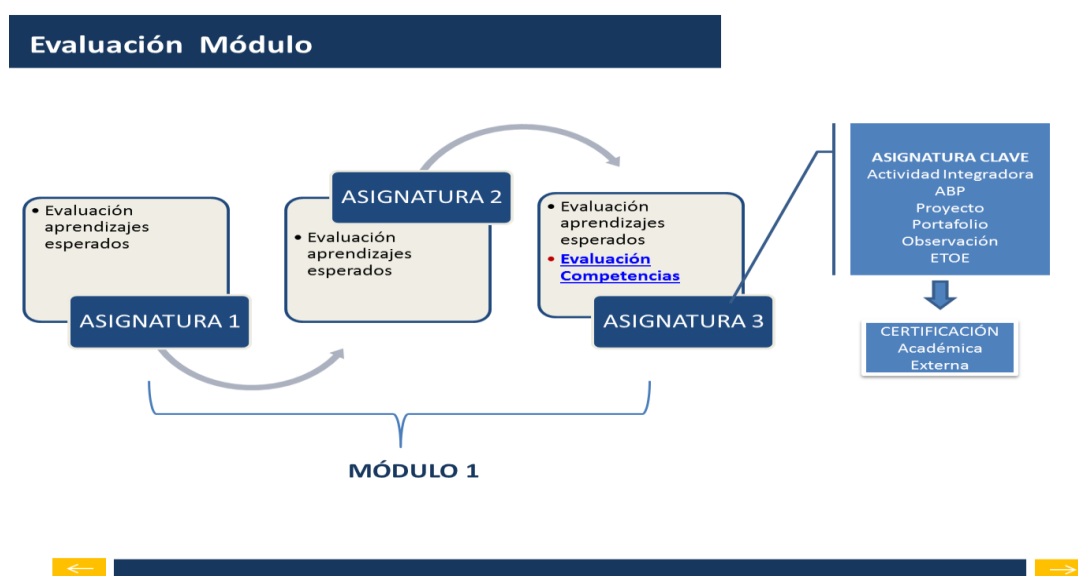 Evaluación Módulo
• Evaluación
aprendizajes
esperados
ASIGNATURA 1
ASIGNATURA 2
• Evaluación
aprendizajes
esperados
• Evaluación
aprendizajes
esperados
• Evaluación
Competencias
ASIGNATURA 3
ASIGNATURA CLAVE
Actividad Integradora
ABP
Proyecto
Portafolio
Observación
ETOE
CERTIFICACIÓN
Académica
Externa
MÓDULO 1